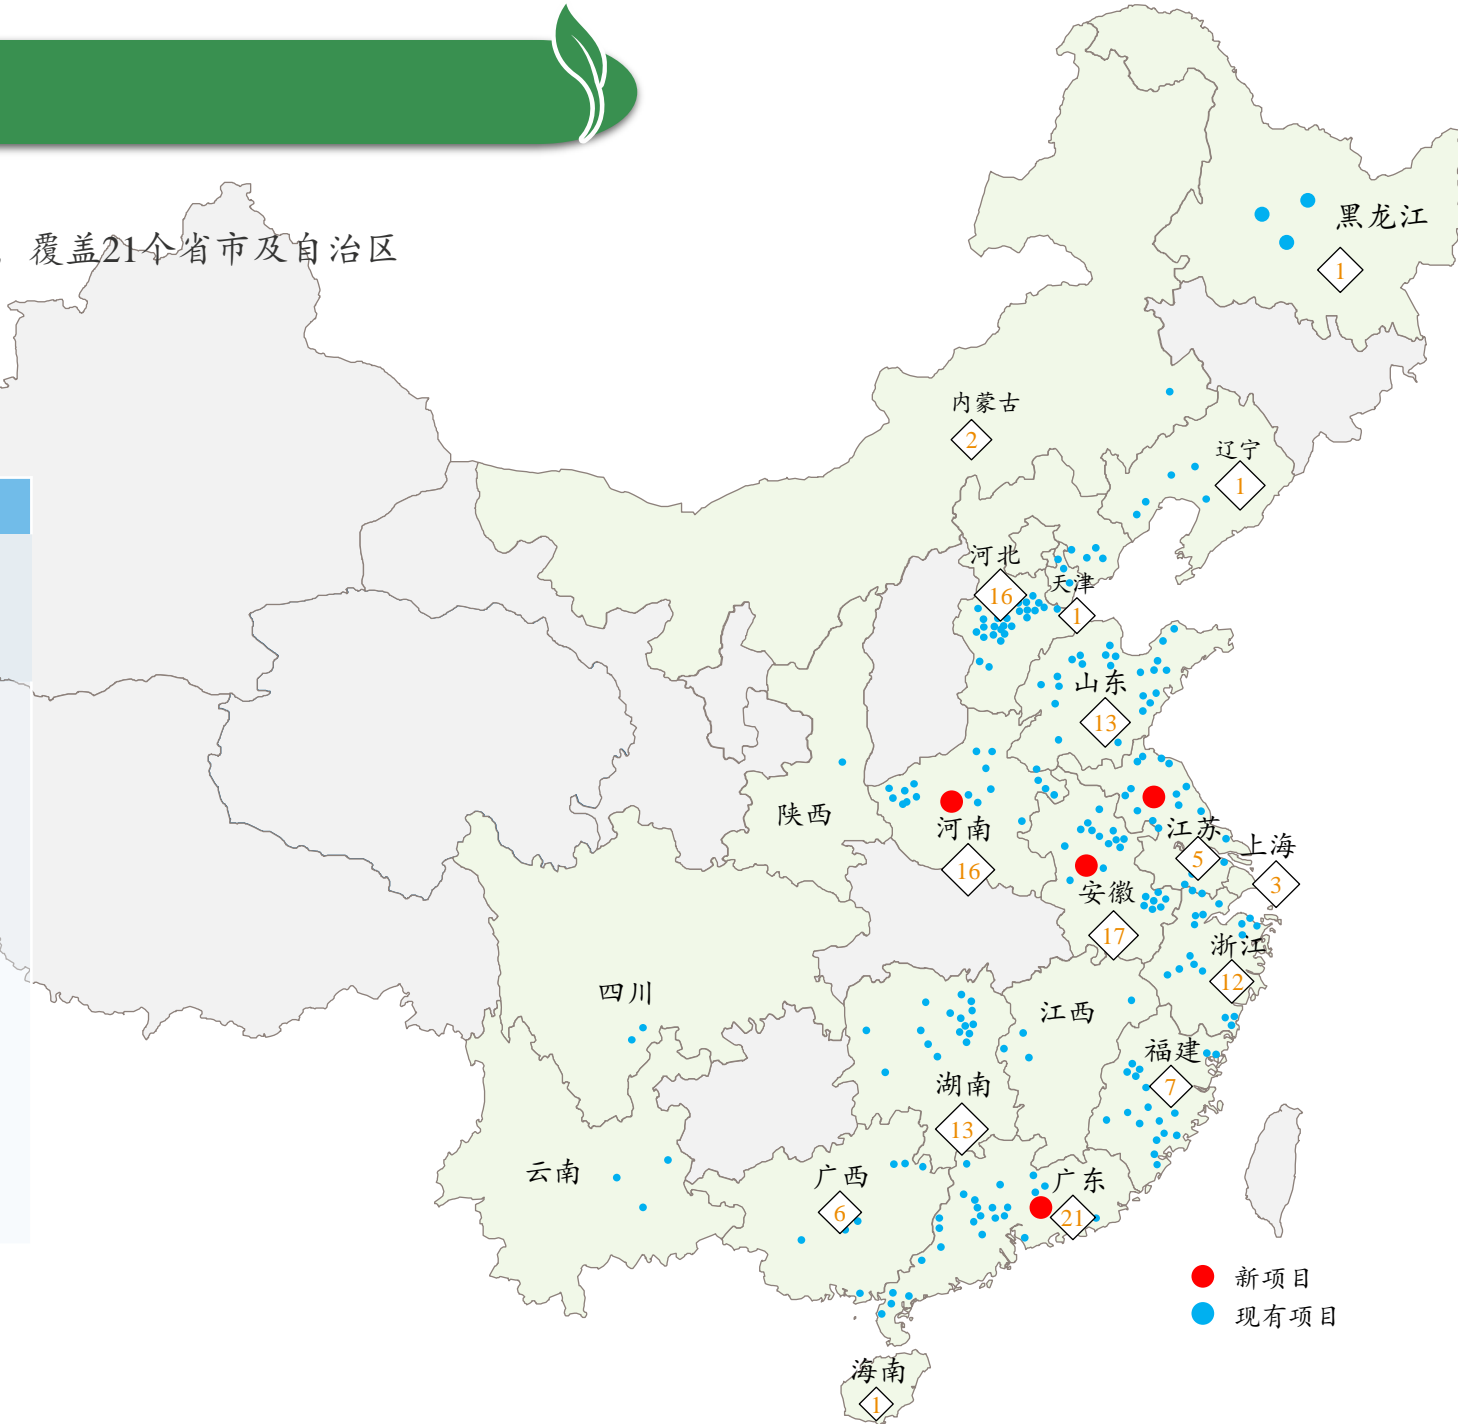 覆盖21个省市及自治区
黑龙江
1
内蒙古
2
辽宁
1
河北
16
天津
1
山东
13
陕西
河南
16
江苏
5
上海
3
安徽
17
浙江
12
四川
江西
福建
7
湖南
13
云南
广西
6
广东
21
海南
1
新项目
现有项目